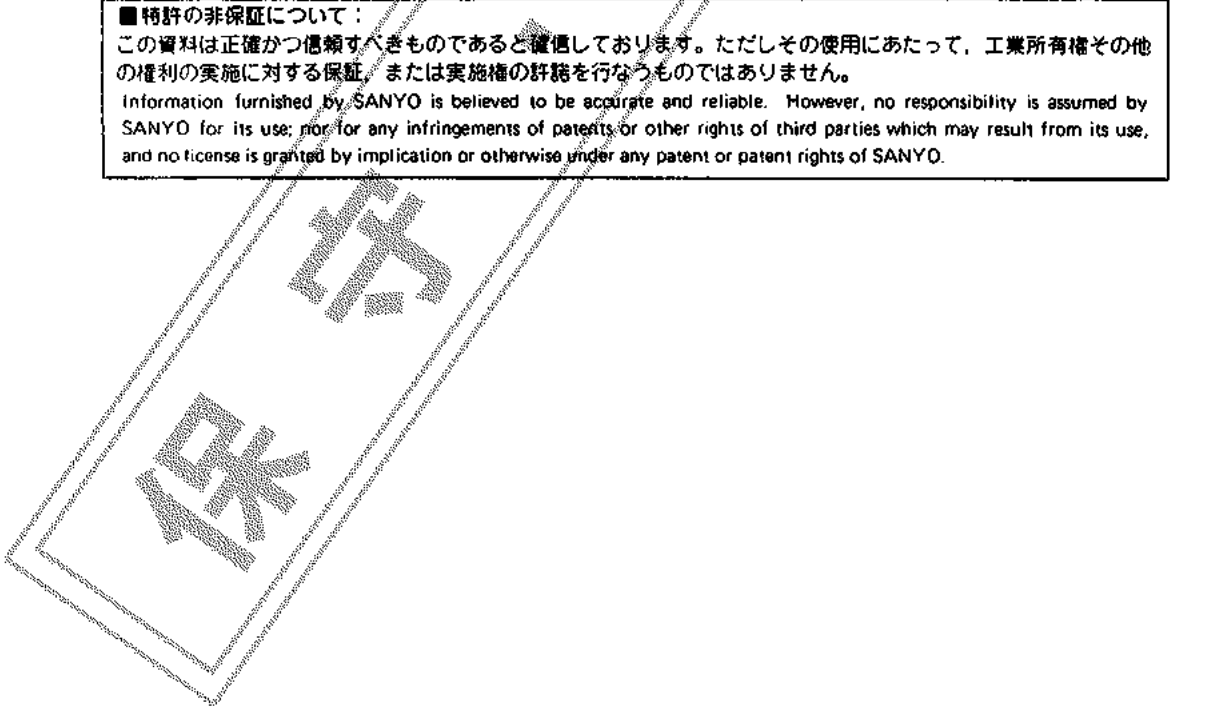 ■特許の非保証について：
この資料は正確かつ信頼すべきものであると確信しております。ただしその使用にあたって，工業所有権その他
の権利の実施に対する保証，または実施権の許諾を行なうものではありません。
Information furnished by SANYO is believed to be accurate and reliable. However, no responsibility is assumed by
SANYO for its use; nor for any infringements of patents or other rights of third parties which may result from its use,
and no license is granted by implication or otherwise under any patent or patent rights of SANYO.
保守